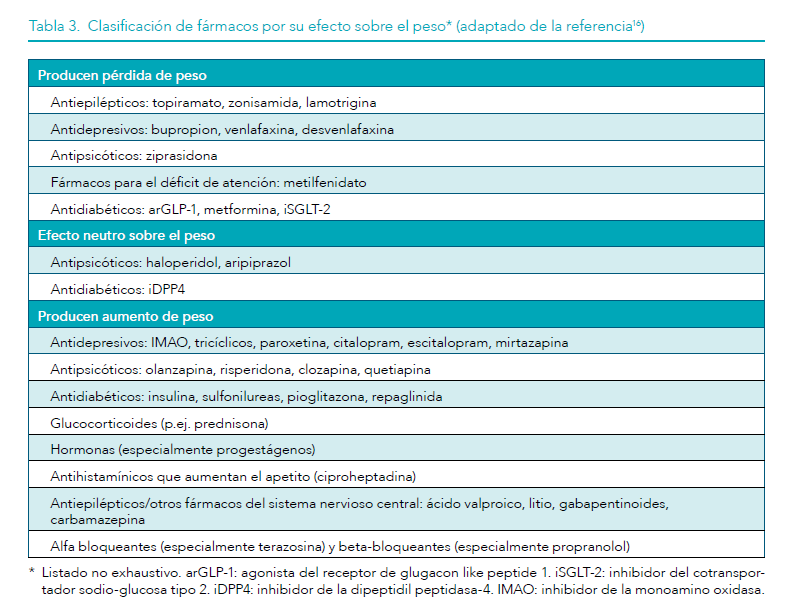 Tabla 3. Clasificación de fármacos por su efecto sobre el peso* (adaptado de la referencia¹⁶)
Producen pérdida de peso
Antiepilépticos: topiramato, zonisamida, lamotrigina
Antidepresivos: bupropion, venlafaxina, desvenlafaxina
Antipsicóticos: ziprasidona
Fármacos para el déficit de atención: metilfenidato
Antidiabéticos: arGLP-1, metformina, iSGLT-2
Efecto neutro sobre el peso
Antipsicóticos: haloperidol, aripiprazol
Antidiabéticos: iDPP4
Producen aumento de peso
Antidepresivos: IMAO, tricíclicos, paroxetina, citalopram, escitalopram, mirtazapina
Antipsicóticos: olanzapina, risperidona, clozapina, quetiapina
Antidiabéticos: insulina, sulfonilureas, pioglitazona, repaglinida
Glucocorticoides (p.ej. prednisona)
Hormonas (especialmente progestágenos)
Antihistamínicos que aumentan el apetito (ciproheptadina)
Antiepilépticos/otros fármacos del sistema nervioso central: ácido valproico, litio, gabapentinoides,
carbamazepina
Alfa bloqueantes (especialmente terazosina) y beta-bloqueantes (especialmente propranolol)
* Listado no exhaustivo. arGLP-1: agonista del receptor de glugacon like peptide 1. iSGLT-2: inhibidor del cotranspor-
tador sodio-glucosa tipo 2. iDPP4: inhibidor de la dipeptidil peptidasa-4. IMAO: inhibidor de la monoamino oxidasa.